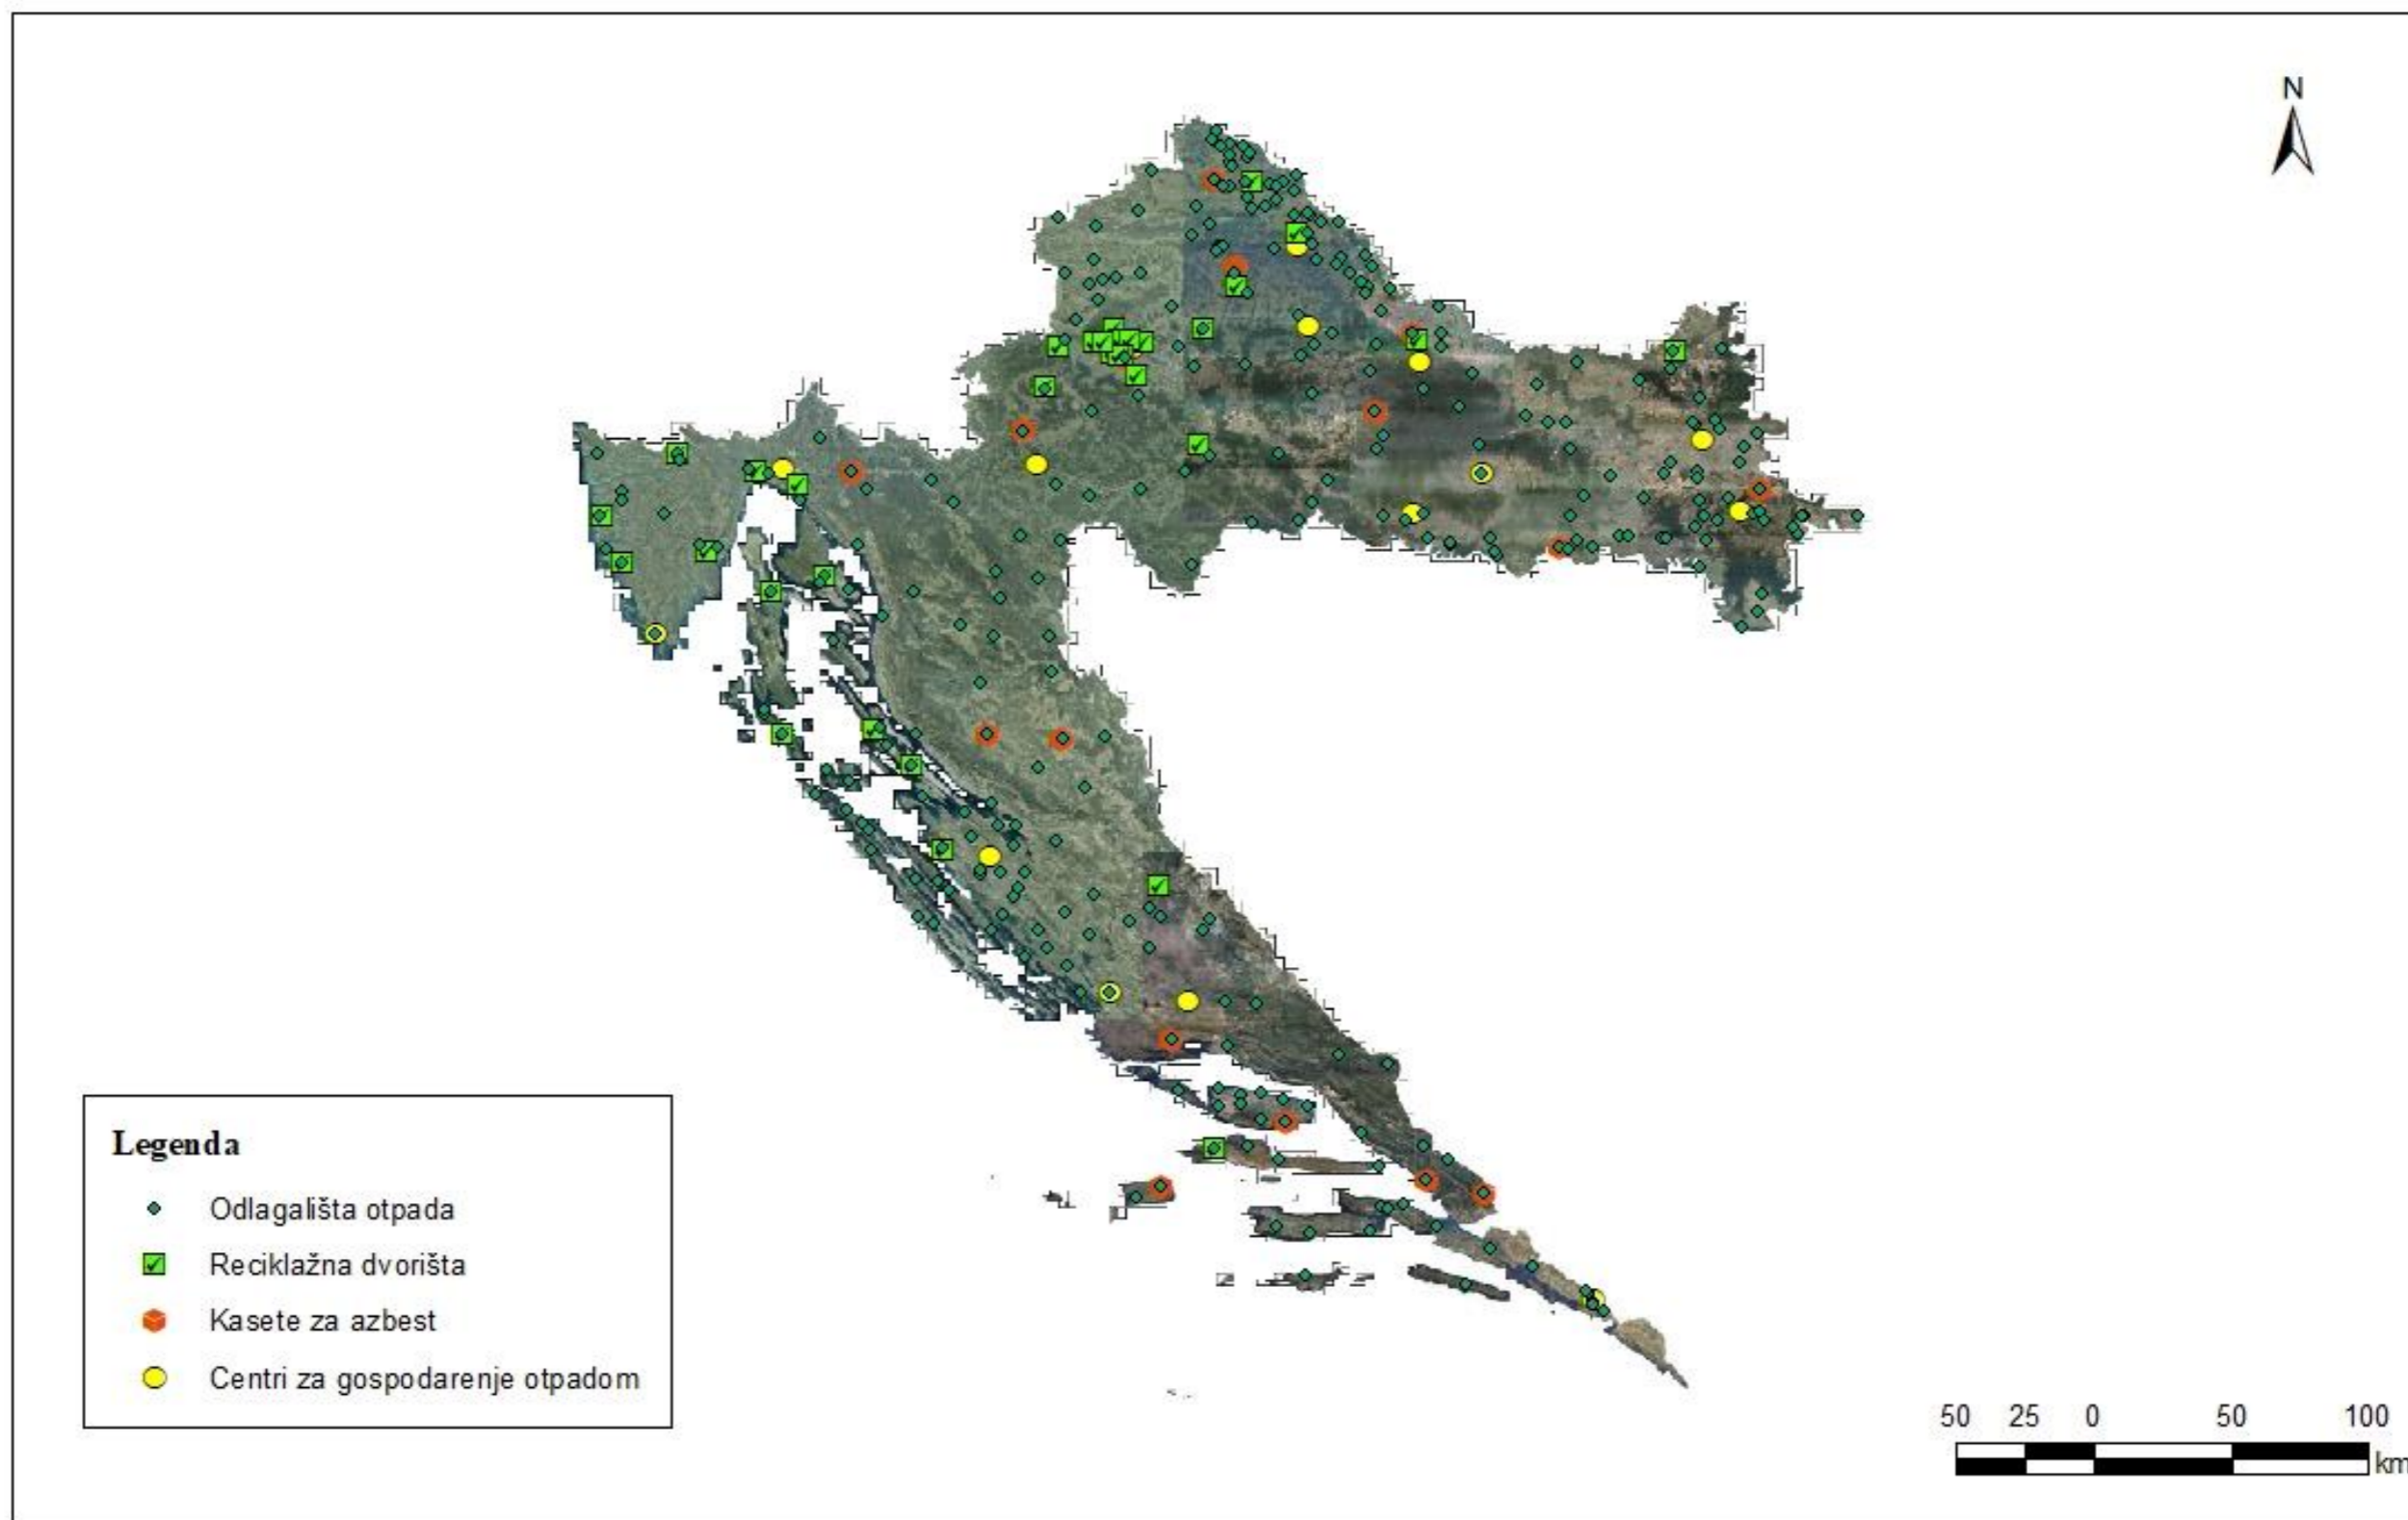 N
Legenda
Odlagališta otpada
Reciklažna dvorišta
Kasete za azbest
Centri za gospodarenje otpadom
50 25 0 50 100
km